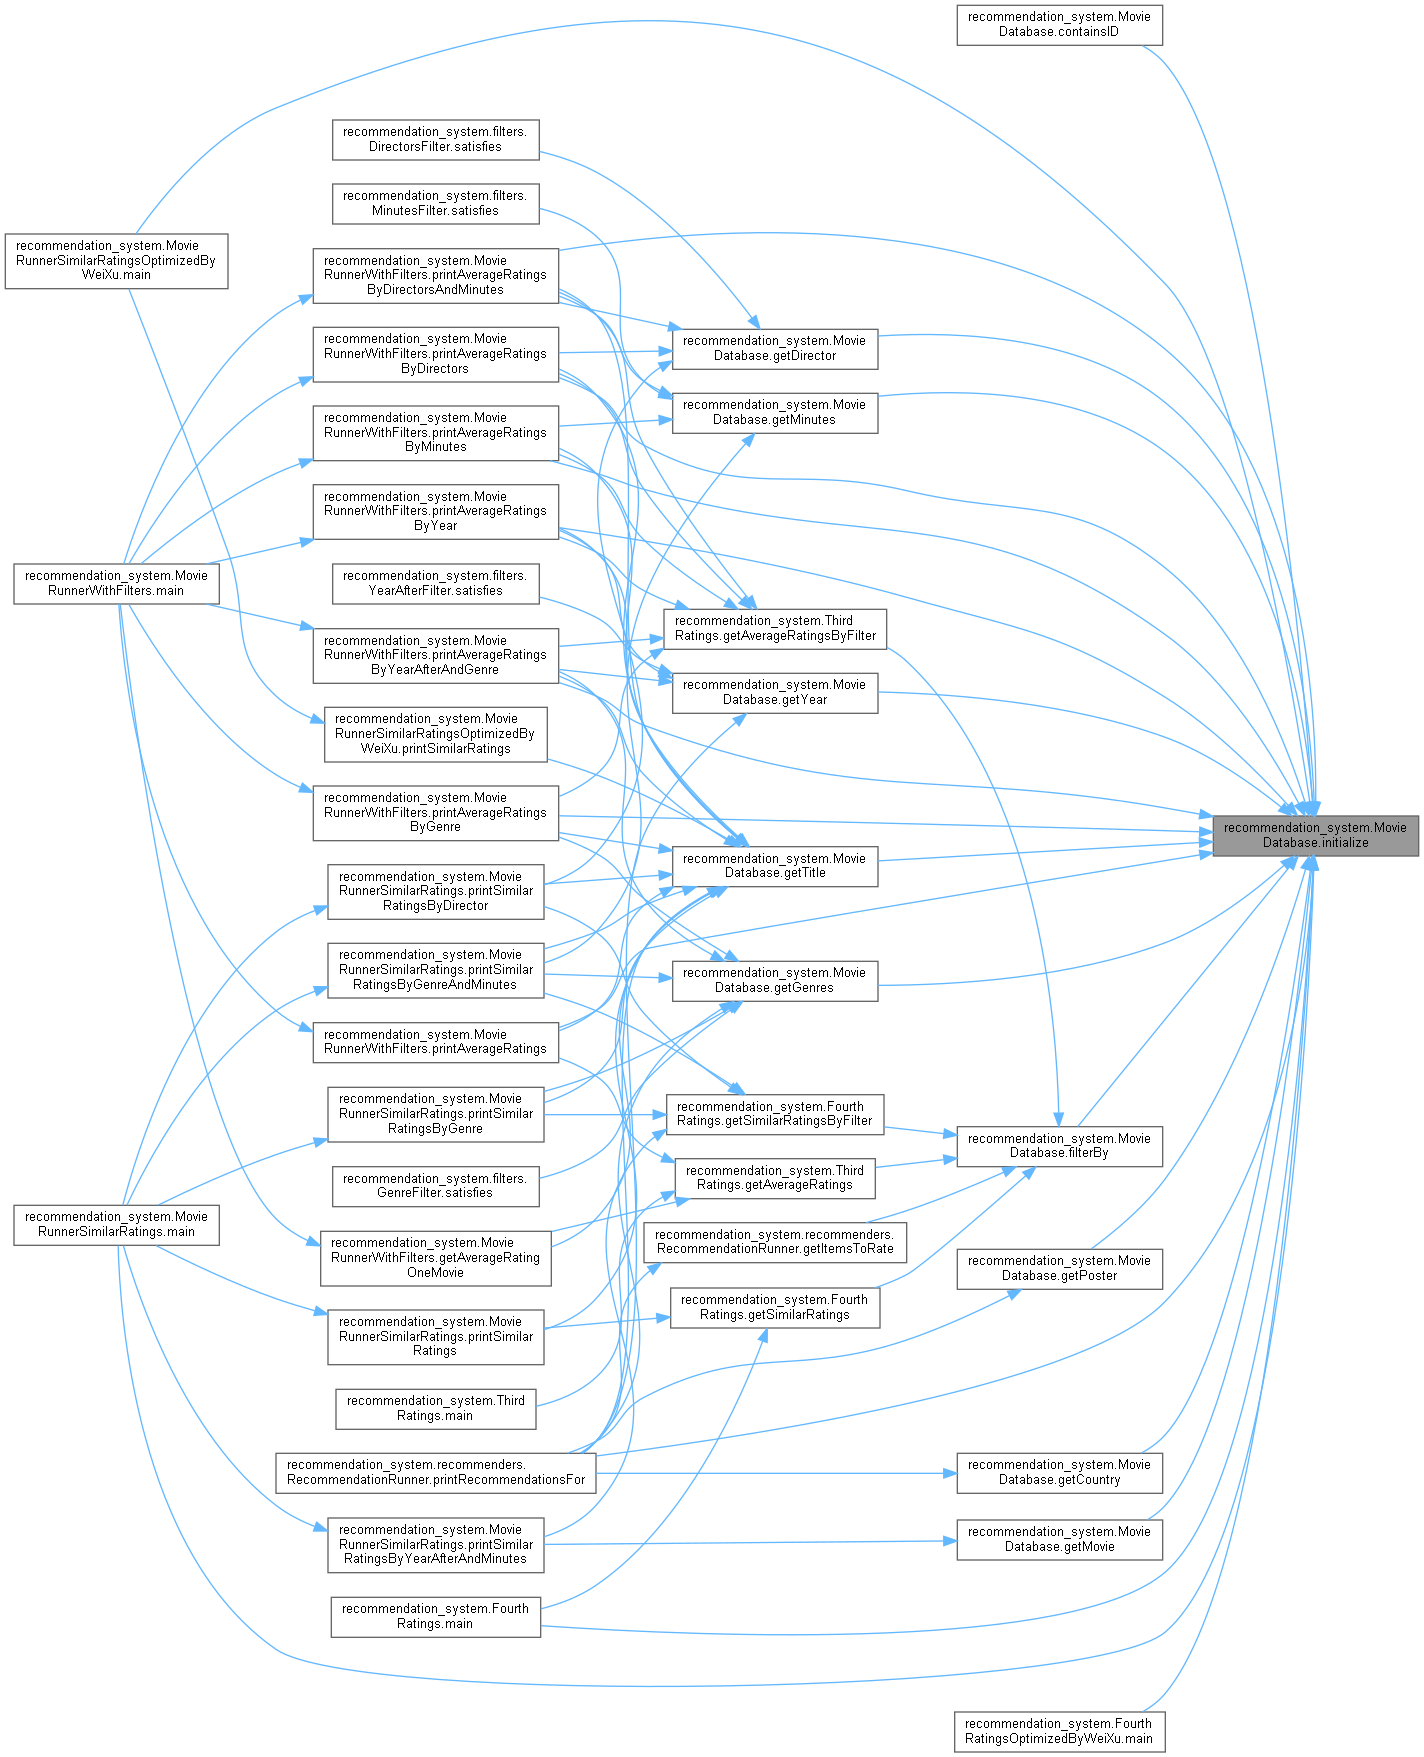 recommendation_system.Movie
Database.containsID
recommendation_system.filters.
DirectorsFilter.satisfies
recommendation_system.filters.
MinutesFilter.satisfies
recommendation_system.Movie
RunnerSimilarRatingsOptimizedBy
WeiXu.main
recommendation_system.Movie
RunnerWithFilters.printAverageRatings
ByDirectorsAndMinutes
recommendation_system.Movie
RunnerWithFilters.printAverageRatings
ByDirectors
recommendation_system.Movie
Database.getDirector
recommendation_system.Movie
Database.getMinutes
recommendation_system.Movie
RunnerWithFilters.printAverageRatings
ByMinutes
recommendation_system.Movie
RunnerWithFilters.printAverageRatings
ByYear
recommendation_system.Movie
RunnerWithFilters.main
recommendation_system.filters.
YearAfterFilter.satisfies
recommendation_system.Third
Ratings.getAverageRatingsByFilter
recommendation_system.Movie
RunnerWithFilters.printAverageRatings
ByYearAfterAndGenre
recommendation_system.Movie
Database.getYear
recommendation_system.Movie
RunnerSimilarRatingsOptimizedBy
WeiXu.printSimilarRatings
recommendation_system.Movie
RunnerWithFilters.printAverageRatings
ByGenre
recommendation_system.Movie
Database.initialize
recommendation_system.Movie
Database.getTitle
recommendation_system.Movie
RunnerSimilarRatings.printSimilar
RatingsByDirector
recommendation_system.Movie
RunnerSimilarRatings.printSimilar
RatingsByGenreAndMinutes
recommendation_system.Movie
Database.getGenres
recommendation_system.Movie
RunnerWithFilters.printAverageRatings
recommendation_system.Movie
RunnerSimilarRatings.printSimilar
RatingsByGenre
recommendation_system.Fourth
Ratings.getSimilarRatingsByFilter
recommendation_system.Movie
Database.filterBy
recommendation_system.filters.
GenreFilter.satisfies
recommendation_system.Third
Ratings.getAverageRatings
recommendation_system.Movie
RunnerSimilarRatings.main
recommendation_system.Movie
RunnerWithFilters.getAverageRating
OneMovie
recommendation_system.recommenders.
RecommendationRunner.getItemsToRate
recommendation_system.Movie
Database.getPoster
recommendation_system.Fourth
Ratings.getSimilarRatings
recommendation_system.Movie
RunnerSimilarRatings.printSimilar
Ratings
recommendation_system.Third
Ratings.main
recommendation_system.recommenders.
RecommendationRunner.printRecommendationsFor
recommendation_system.Movie
Database.getCountry
recommendation_system.Movie
RunnerSimilarRatings.printSimilar
RatingsByYearAfterAndMinutes
recommendation_system.Movie
Database.getMovie
recommendation_system.Fourth
Ratings.main
recommendation_system.Fourth
RatingsOptimizedByWeiXu.main